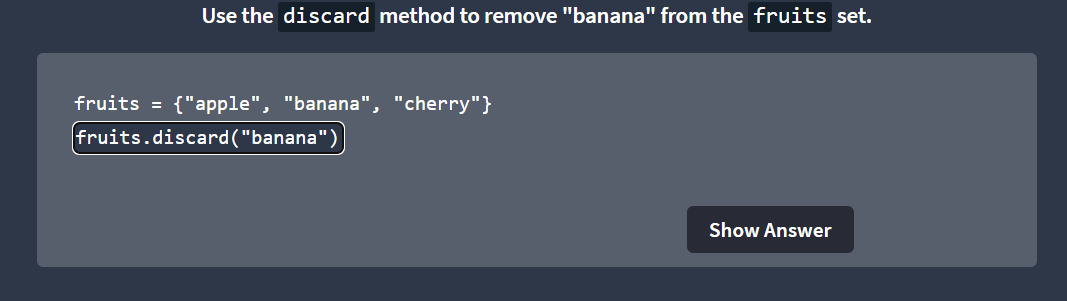 Use the discard method to remove "banana" from the fruits set.
fruits = {"apple", "banana", "cherry"}
fruits.discard("banana")
Show Answer